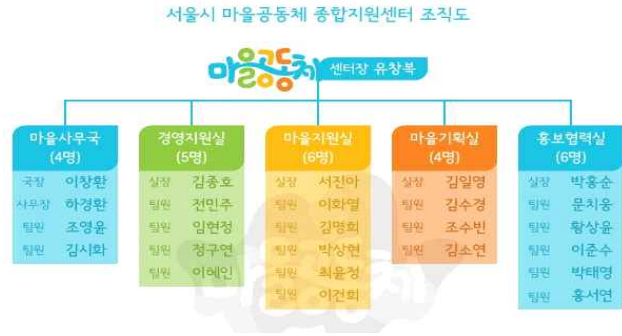 서울시 마을공동체 종합지원센터 조직도
마을공동체 센터장 유창복
마을사무국
(4명)
국장 이창환
사무장 하경환
팀원 조영윤
팀원 김시화
경영지원실
(5명)
실장 김종호
팀원 전민주
팀원 임현정
팀원 정구연
팀원 이혜인
마을지원실
(6명)
실장 서진아
팀원 이화열
팀원 김명희
팀원 박상현
팀원 최윤정
팀원 이건희
마을기획실
(4명)
실장 김일영
팀원 김수경
팀원 조수빈
팀원 김소연
홍보협력실
(6명)
실장 박홍순
팀원 문치웅
팀원 황상윤
팀원 이준수
팀원 박태영
팀원 홍서연
마을공동체